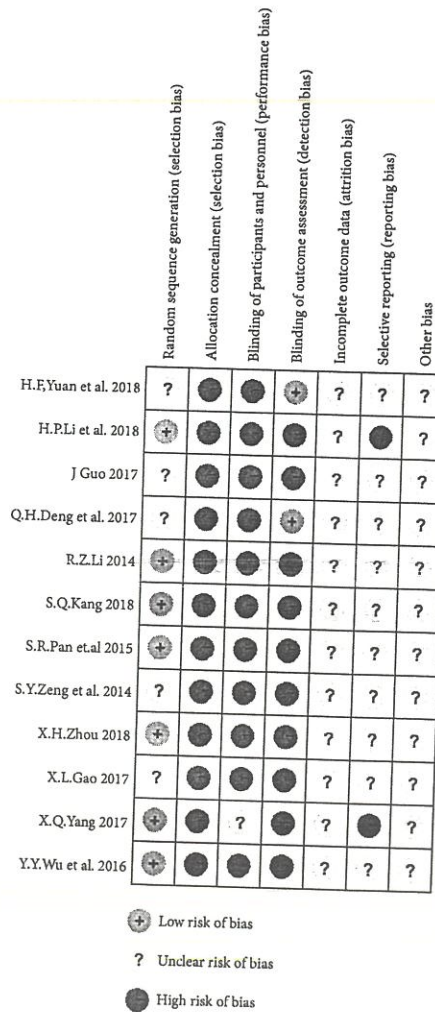 Random sequence generation (selection bias)
Allocation concealment (selection bias)
Blinding of participants and personnel (performance bias)
Blinding of outcome assessment (detection bias)
Incomplete outcome data (attrition bias)
Selective reporting (reporting bias)
Other bias
H.F,Yuan et al. 2018 ? + ? ? ?
H.P.Li et al. 2018 + ? ?
J Guo 2017 ? ? ? ?
Q.H.Deng et al. 2017 ? + ? ? ?
R.Z.Li 2014 + ? ? ?
S.Q.Kang 2018 + ? ? ?
S.R.Pan et.al 2015 + ? ? ?
S.Y.Zeng et al. 2014 ? ? ? ?
X.H.Zhou 2018 + ? ? ?
X.L.Gao 2017 ? ? ? ?
X.Q.Yang 2017 + ? ? ?
Y.Y.Wu et al. 2016 + ? ? ?
+ Low risk of bias
? Unclear risk of bias
High risk of bias